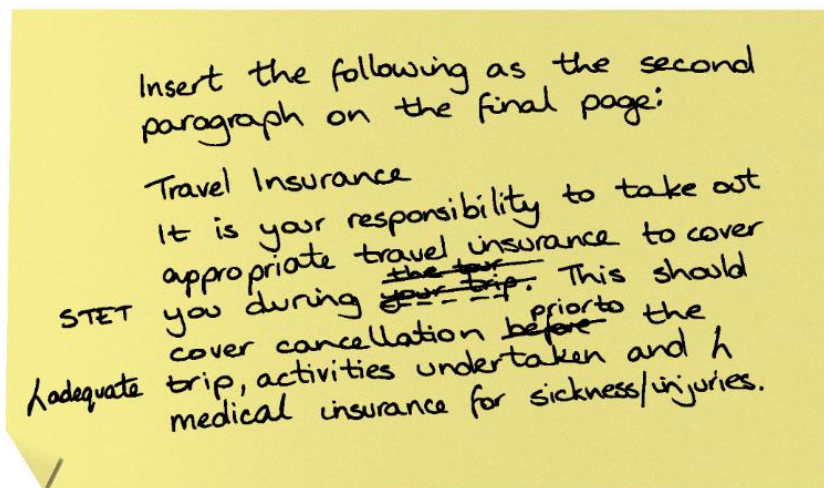 Insert the following as the second
paragraph on the final page:
Travel Insurance
It is your responsibility to take out
appropriate travel insurance to cover
the tour
STET you during your trip. This should
prior to
cover cancellation before the
⁁adequate trip, activities undertaken and ⁁
medical insurance for sickness/injuries.